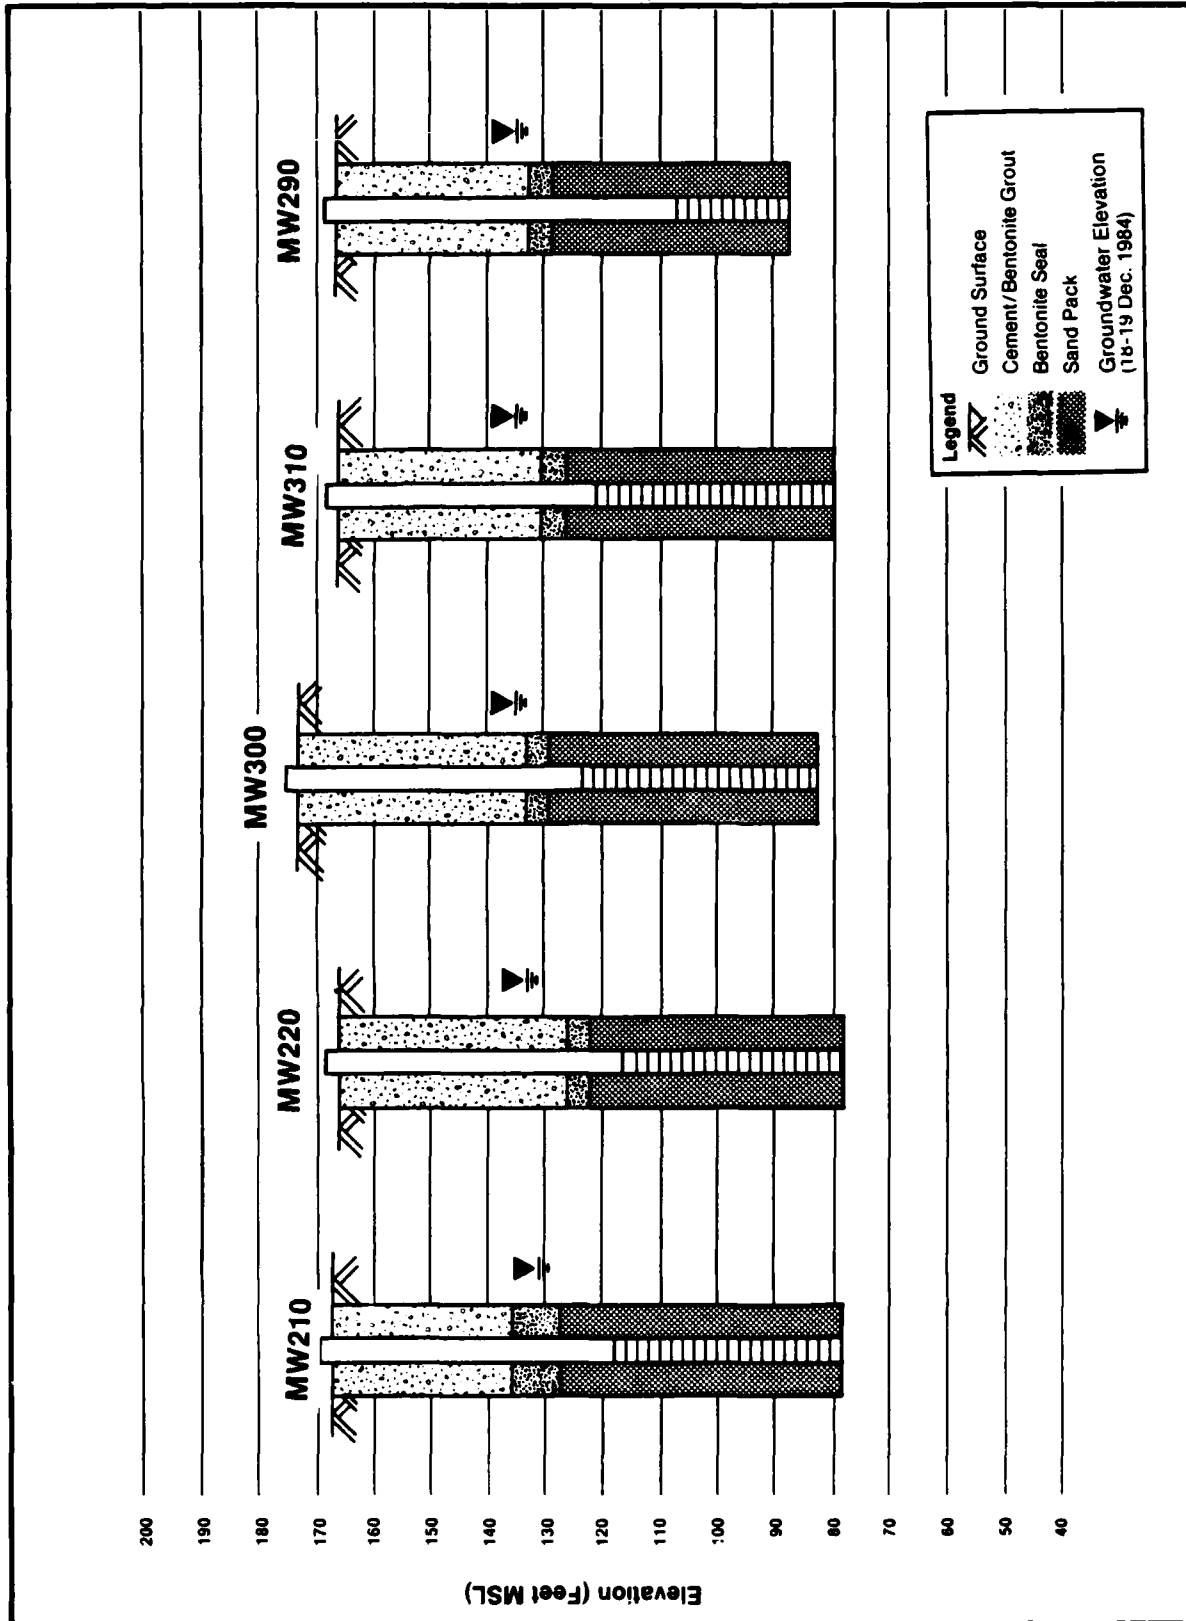 MW210
MW220
MW300
MW310
MW290
Elevation (Feet MSL)
200
190
180
170
160
150
140
130
120
110
100
90
80
70
60
50
40
Legend
Ground Surface
Cement/Bentonite Grout
Bentonite Seal
Sand Pack
Groundwater Elevation
(18-19 Dec. 1984)